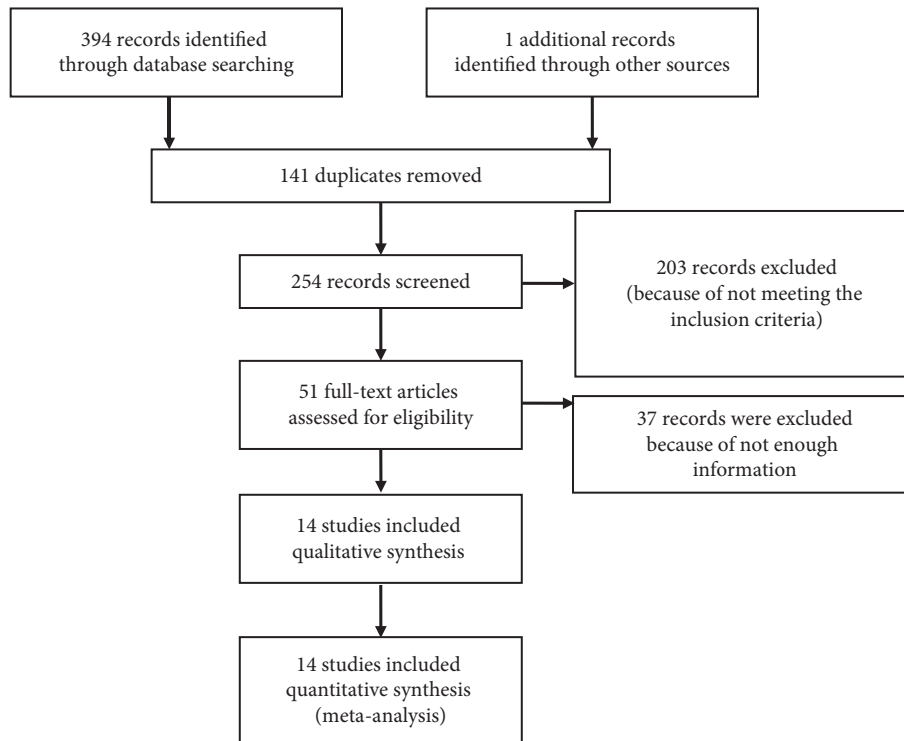 394 records identified
through database searching
1 additional records
identified through other sources
141 duplicates removed
254 records screened
203 records excluded
(because of not meeting the
inclusion criteria)
51 full-text articles
assessed for eligibility
37 records were excluded
because of not enough
information
14 studies included
qualitative synthesis
14 studies included
quantitative synthesis
(meta-analysis)